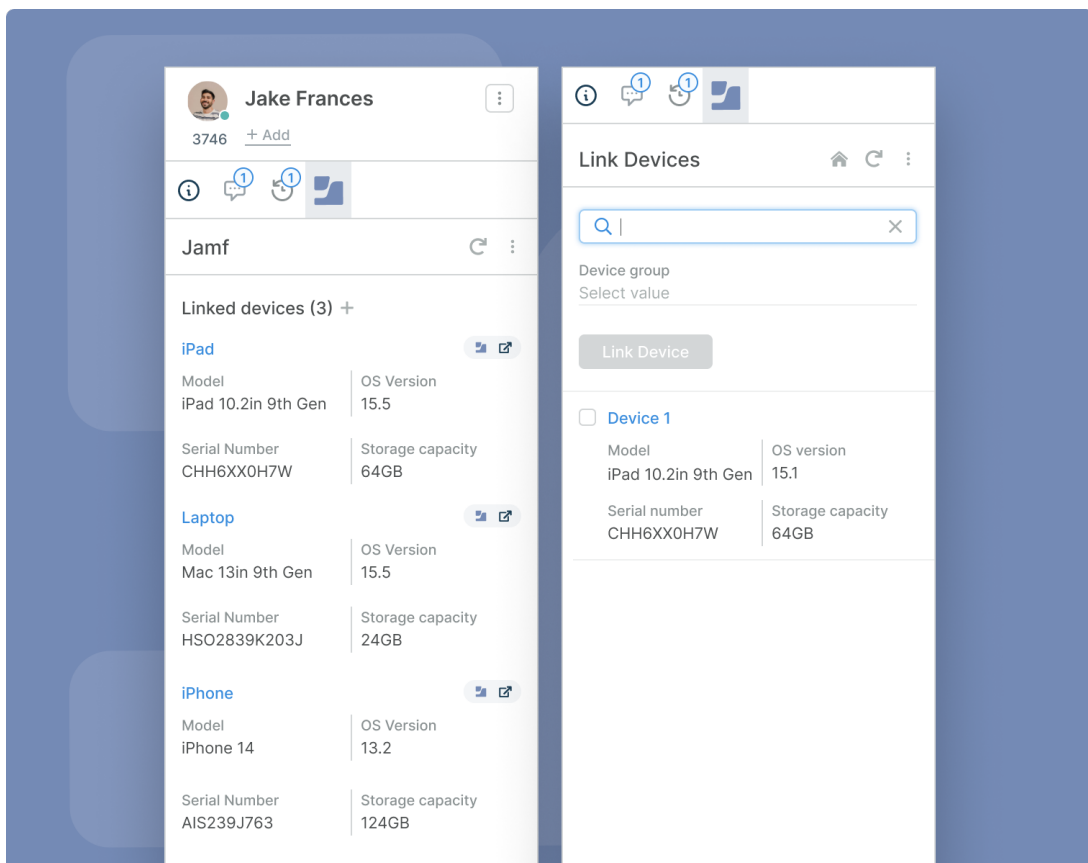 Jake Frances
3746 + Add
1 1
Jamf
Linked devices (3) +
iPad
Model OS Version
iPad 10.2in 9th Gen 15.5
Serial Number Storage capacity
CHH6XX0H7W 64GB
Laptop
Model OS Version
Mac 13in 9th Gen 15.5
Serial Number Storage capacity
HSO2839K203J 24GB
iPhone
Model OS Version
iPhone 14 13.2
Serial Number Storage capacity
AIS239J763 124GB
1 1
Link Devices
Device group
Select value
Link Device
Device 1
Model OS version
iPad 10.2in 9th Gen 15.1
Serial number Storage capacity
CHH6XX0H7W 64GB